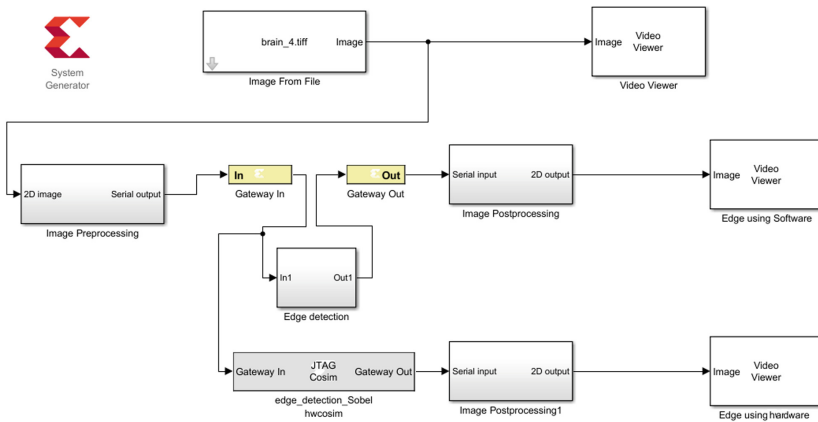 System
Generator
brain_4.tiff
Image
Image From File
Image
Video
Viewer
Video Viewer
2D image
Serial output
Image Preprocessing
In
Gateway In
Out
Gateway Out
Serial input
2D output
Image Postprocessing
Image
Video
Viewer
Edge using Software
In1
Out1
Edge detection
Gateway In
JTAG
Cosim
Gateway Out
edge_detection_Sobel
hwcosim
Serial input
2D output
Image Postprocessing1
Image
Video
Viewer
Edge using hardware